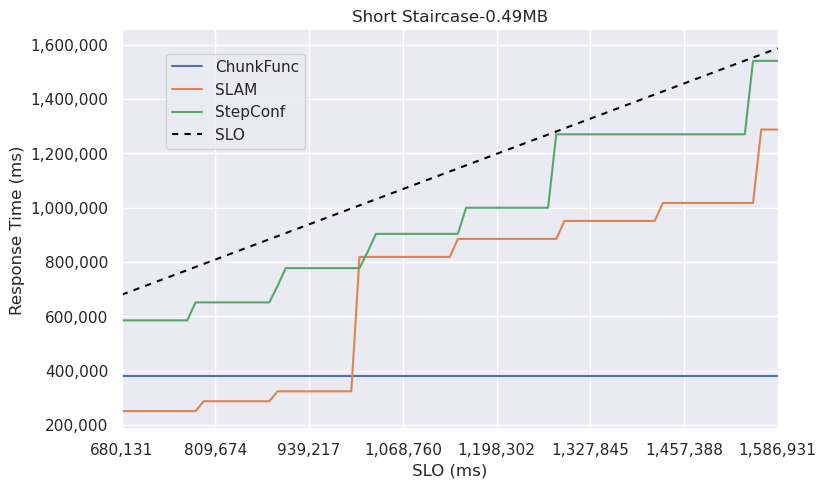 Short Staircase-0.49MB
Response Time (ms)
1,600,000
1,400,000
1,200,000
1,000,000
800,000
600,000
400,000
200,000
ChunkFunc
SLAM
StepConf
SLO
680,131 809,674 939,217 1,068,760 1,198,302 1,327,845 1,457,388 1,586,931
SLO (ms)